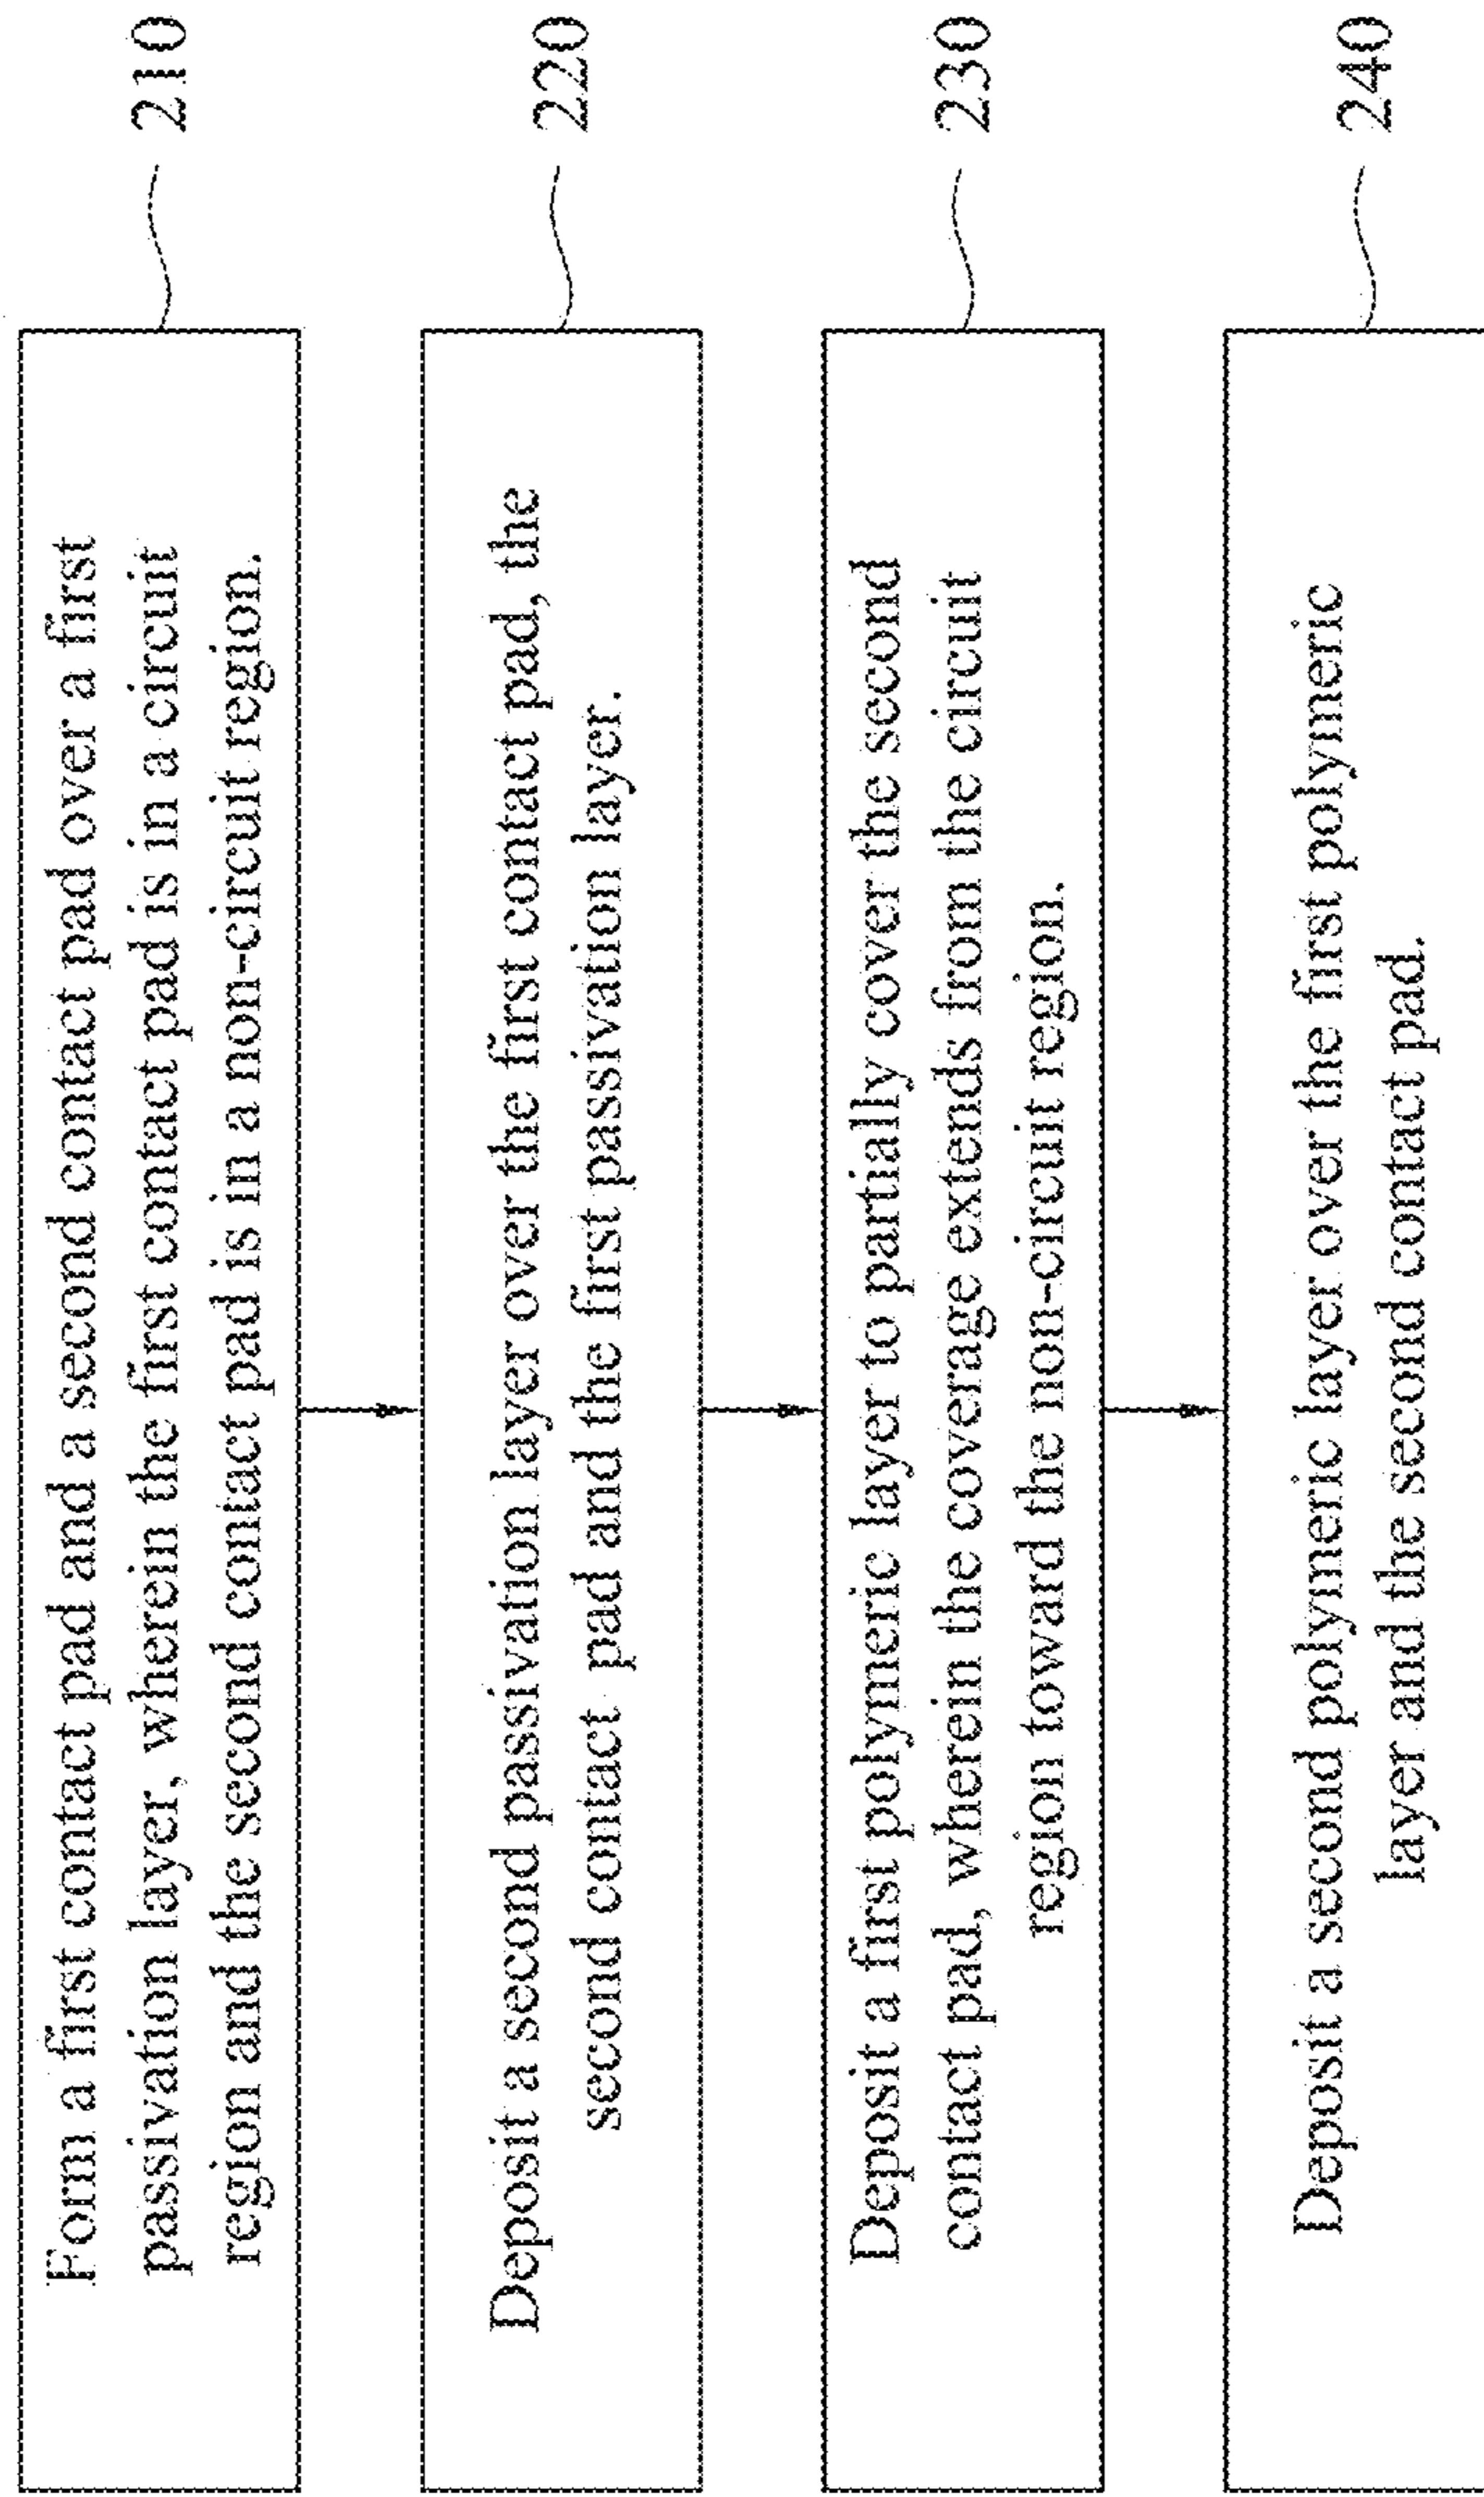 Form a first contact pad and a second contact pad over a first
passivation layer, wherein the first contact pad is in a circuit
region and the second contact pad is in a non-circuit region.
210
Deposit a second passivation layer over the first contact pad, the
second contact pad and the first passivation layer.
220
Deposit a first polymeric layer to partially cover the second
contact pad, wherein the coverage extends from the circuit
region toward the non-circuit region.
230
Deposit a second polymeric layer over the first polymeric
layer and the second contact pad.
240